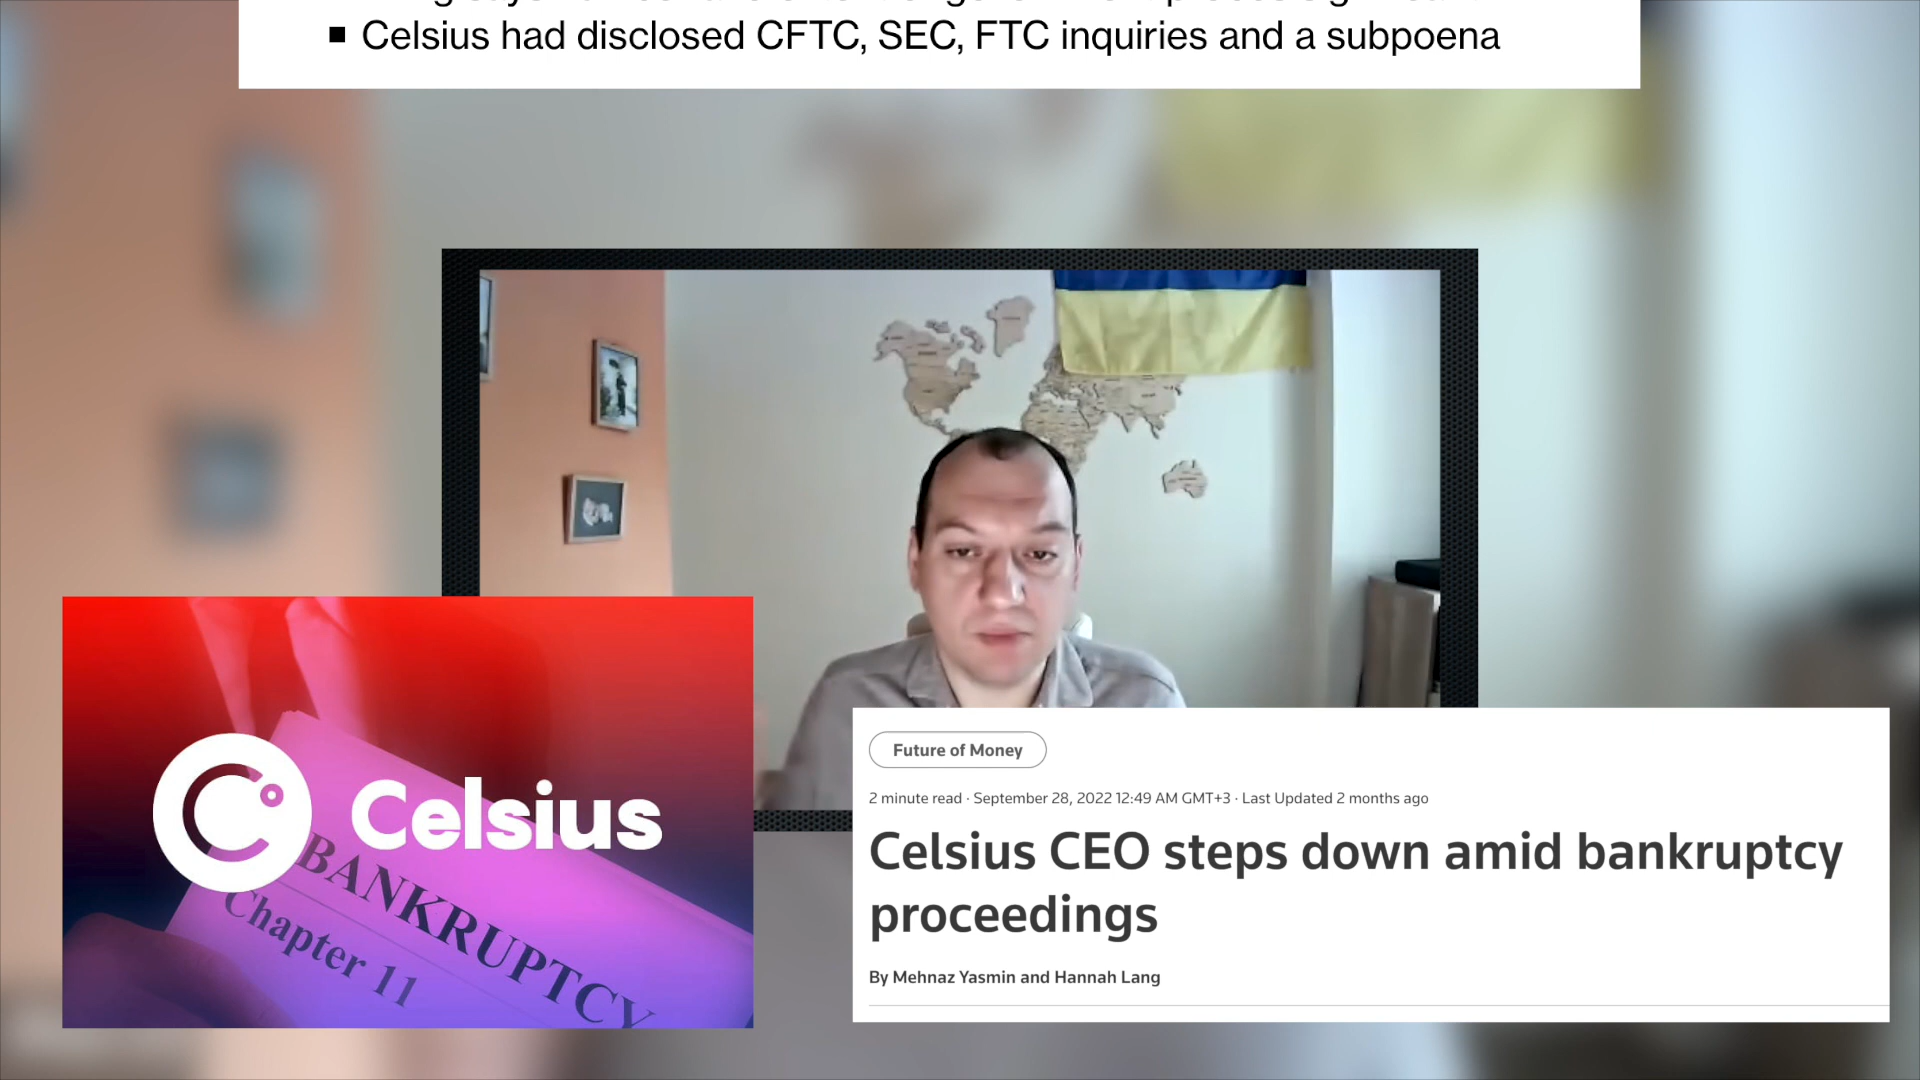 ■ Celsius had disclosed CFTC, SEC, FTC inquiries and a subpoena
Celsius
BANKRUPTCY
Chapter 11
Future of Money
2 minute read · September 28, 2022 12:49 AM GMT+3 · Last Updated 2 months ago
Celsius CEO steps down amid bankruptcy
proceedings
By Mehnaz Yasmin and Hannah Lang